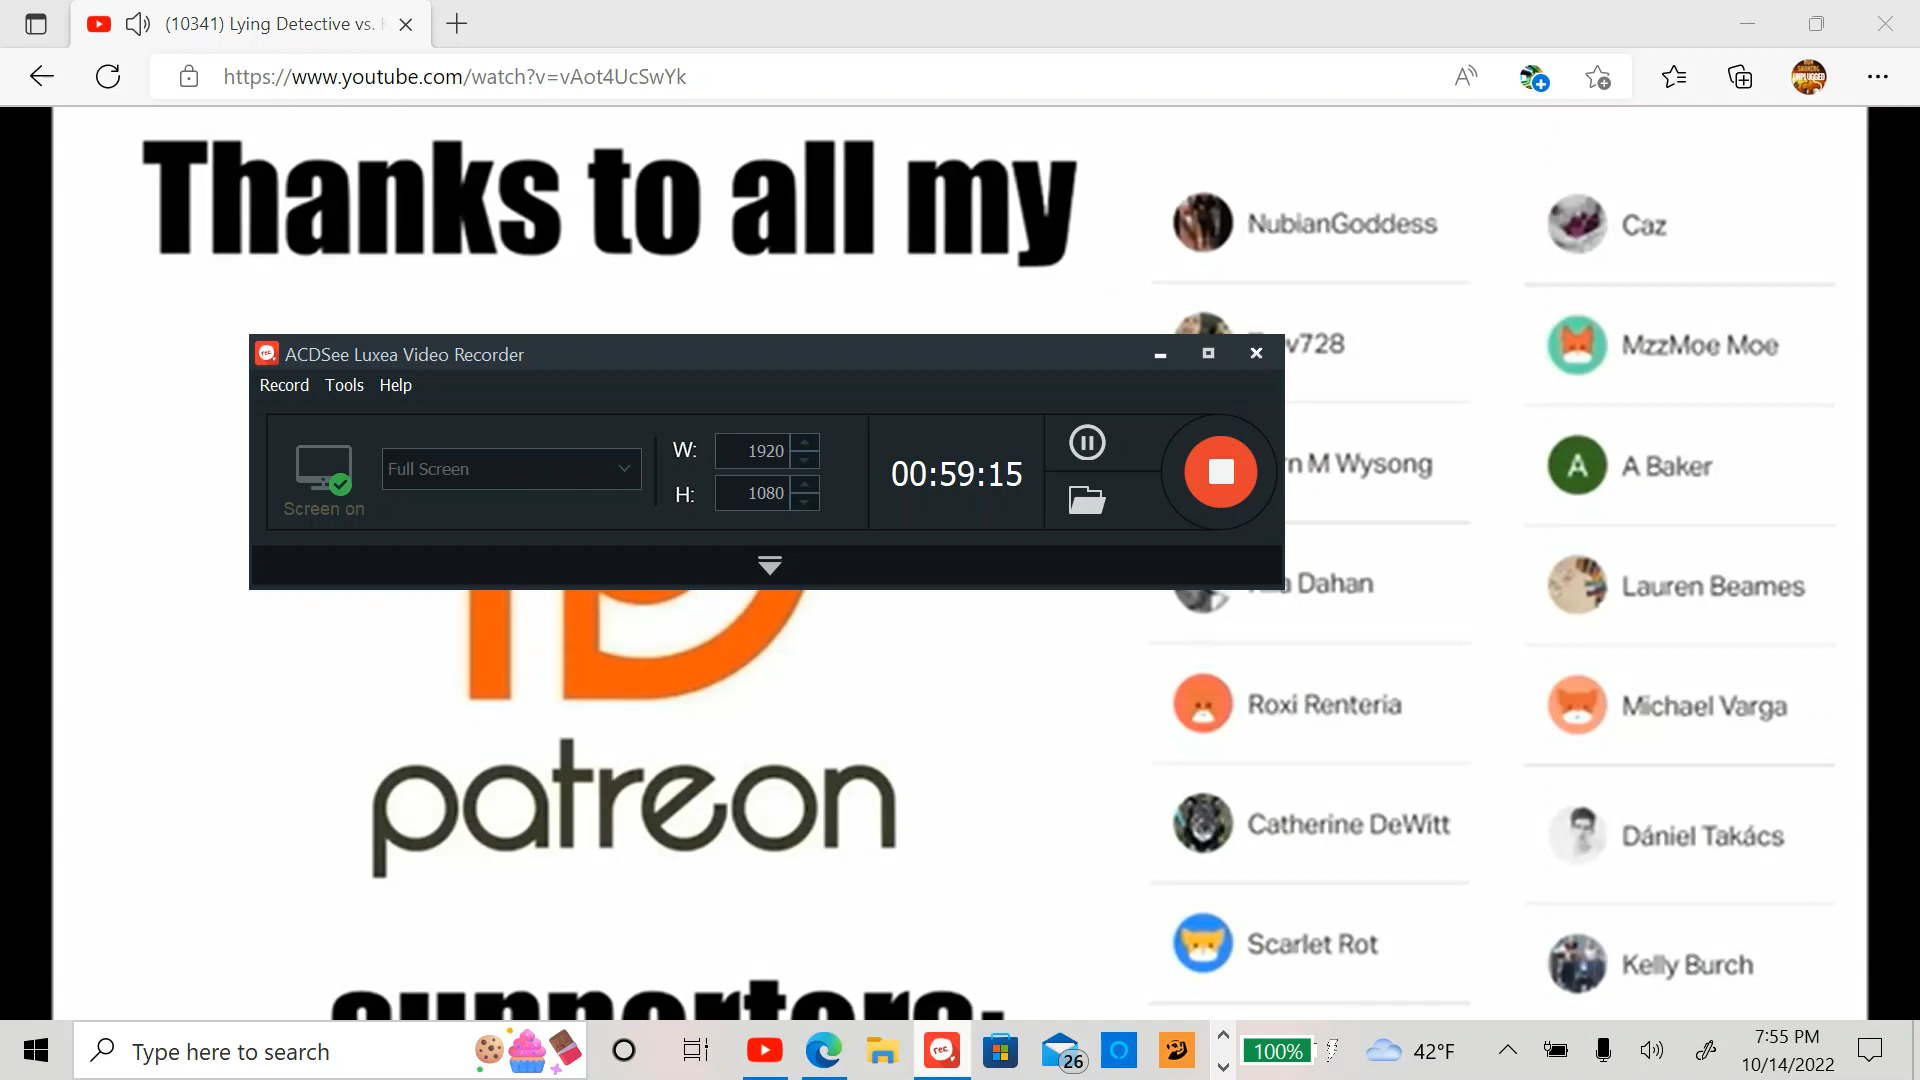 (10341) Lying Detective vs.
https://www.youtube.com/watch?v=vAot4UcSwYk
Thanks to all my
NubianGoddess
Caz
v728
MzzMoe Moe
ACDSee Luxea Video Recorder
Record Tools Help
Full Screen
W: 1920
H: 1080
Screen on
00:59:15
rec
n M Wysong
A
A Baker
Dahan
Lauren Beames
Roxi Renteria
Michael Varga
patreon
Catherine DeWitt
Dániel Takács
Scarlet Rot
Kelly Burch
supporters:
Type here to search
rec
26
100%
42°F
7:55 PM
10/14/2022